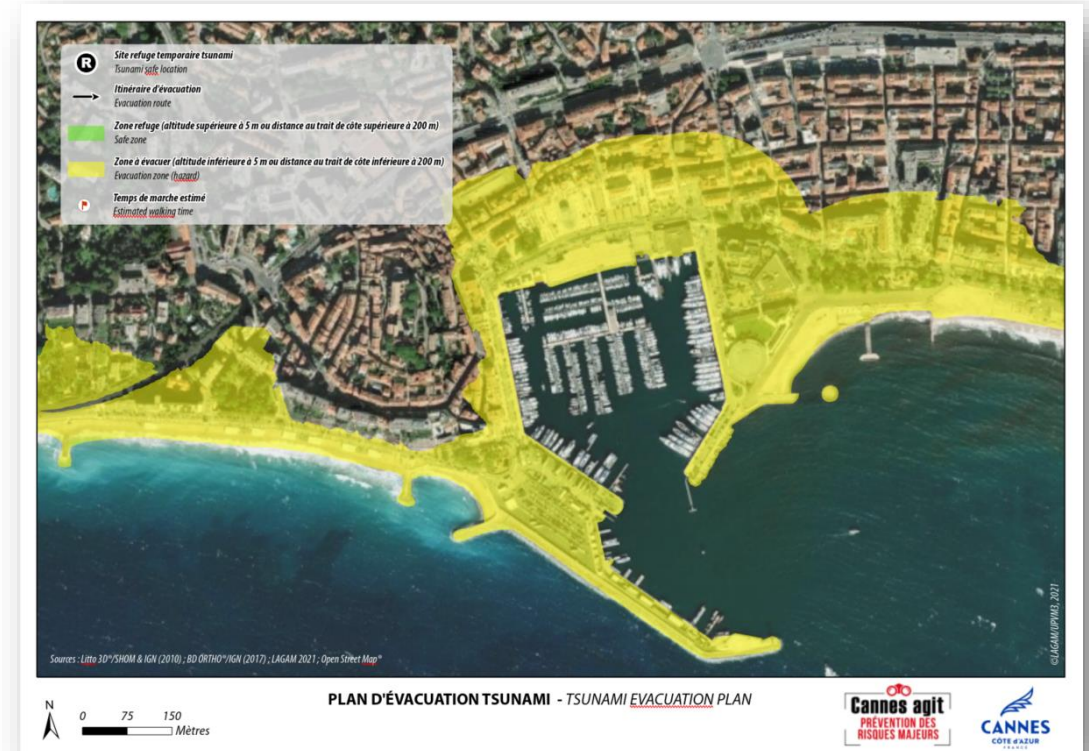 R
Site refuge temporaire tsunami
Tsunami safe location
Itinéraire d'évacuation
Evacuation route
Zone refuge (altitude supérieure à 5 m ou distance au trait de côte supérieure à 200 m)
Safe zone
Zone à évacuer (altitude inférieure à 5 m ou distance au trait de côte inférieure à 200 m)
Evacuation zone (hazard)
Temps de marche estimé
Estimated walking time
Sources : Litto 3D®/SHOM & IGN (2010) ; BD ORTHO®/IGN (2017) ; LAGAM 2021 ; Open Street Map®
©LAGAM/UPVM3, 2021
N
0 75 150
Mètres
PLAN D'ÉVACUATION TSUNAMI - TSUNAMI EVACUATION PLAN
Cannes agit
PRÉVENTION DES
RISQUES MAJEURS
CANNES
CÔTE d'AZUR
FRANCE